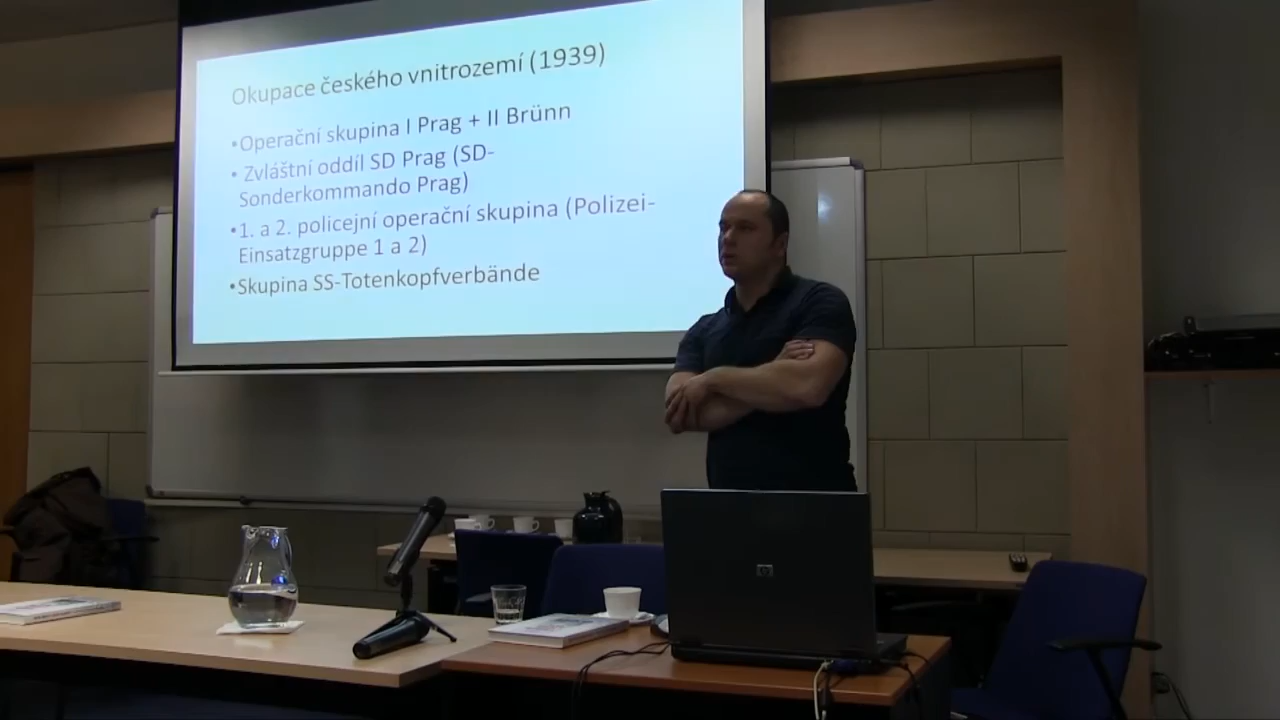 Okupace českého vnitrozemí (1939)
•Operační skupina I Prag + II Brünn
• Zvláštní oddíl SD Prag (SD-
Sonderkommando Prag)
•1. a 2. policejní operační skupina (Polizei-
Einsatzgruppe 1 a 2)
•Skupina SS-Totenkopfverbände
hp